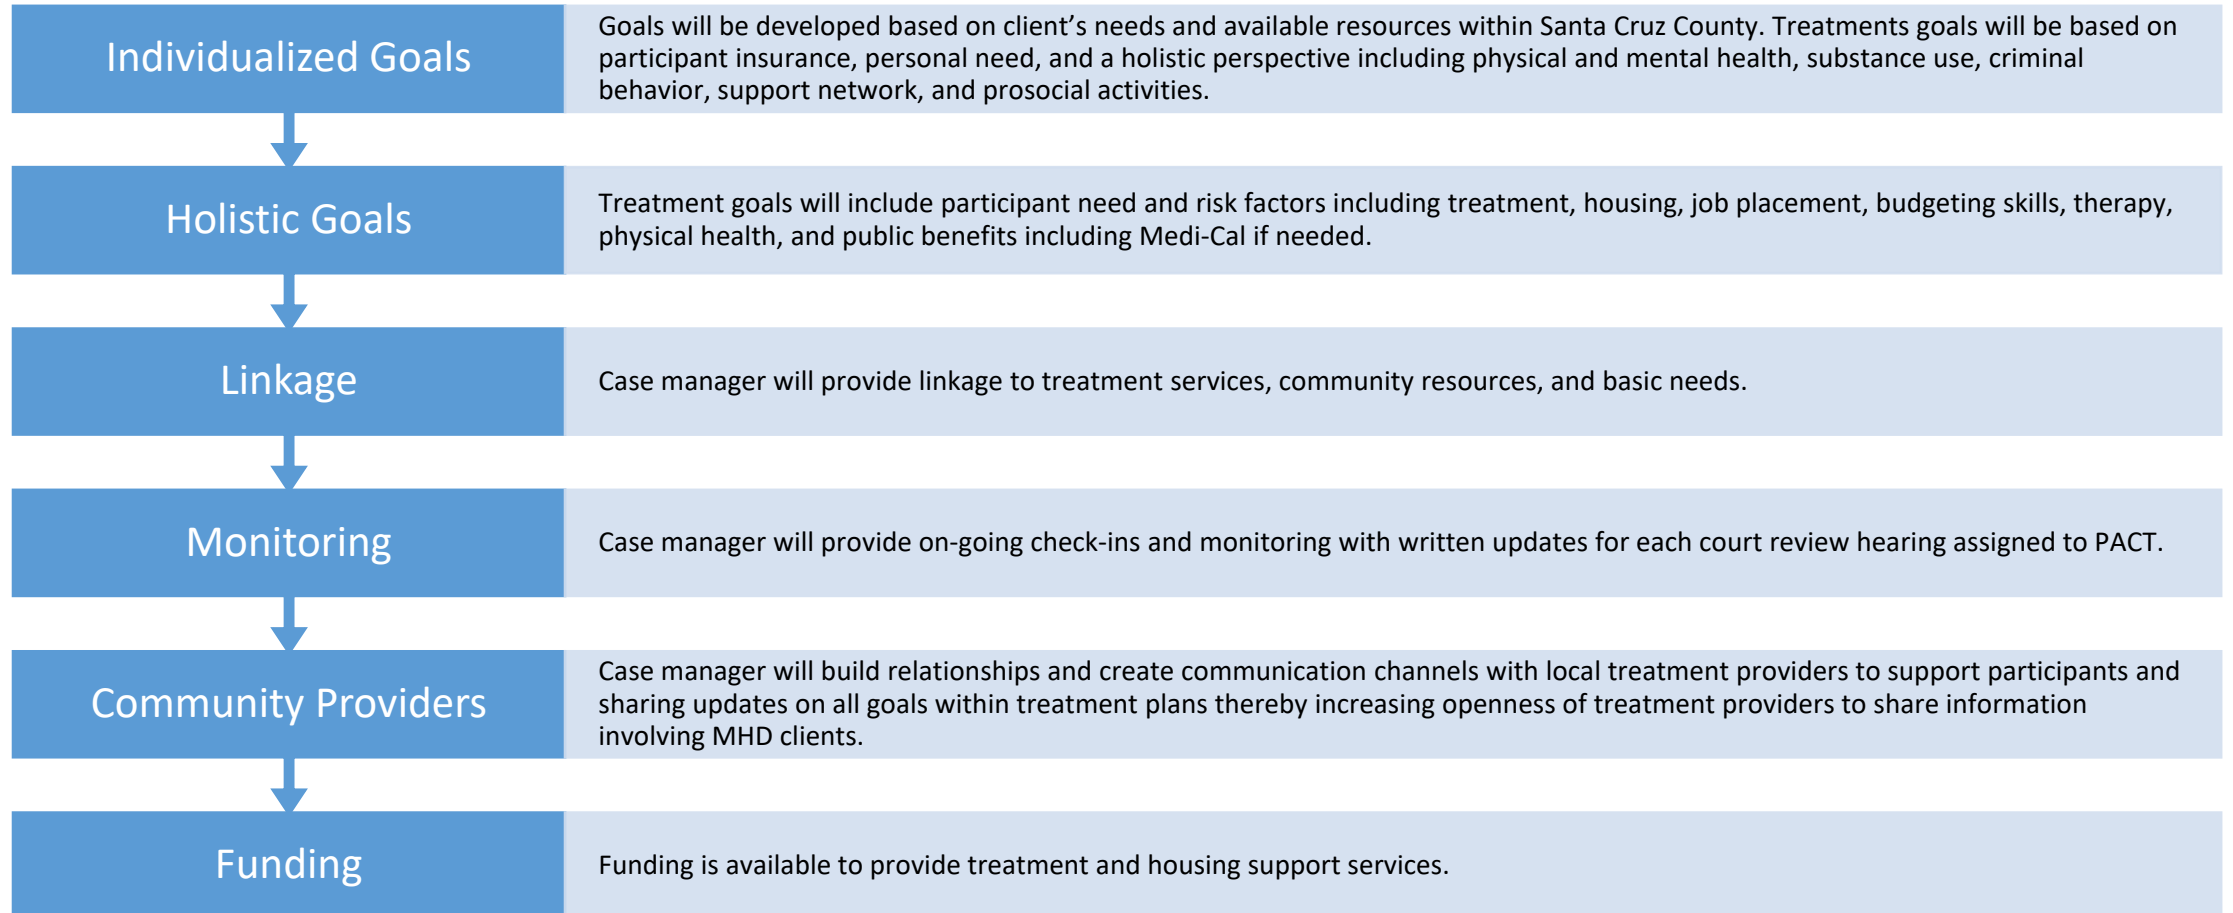 Individualized Goals
Goals will be developed based on client’s needs and available resources within Santa Cruz County. Treatments goals will be based on
participant insurance, personal need, and a holistic perspective including physical and mental health, substance use, criminal
behavior, support network, and prosocial activities.
Holistic Goals
Treatment goals will include participant need and risk factors including treatment, housing, job placement, budgeting skills, therapy,
physical health, and public benefits including Medi-Cal if needed.
Linkage
Case manager will provide linkage to treatment services, community resources, and basic needs.
Monitoring
Case manager will provide on-going check-ins and monitoring with written updates for each court review hearing assigned to PACT.
Community Providers
Case manager will build relationships and create communication channels with local treatment providers to support participants and
sharing updates on all goals within treatment plans thereby increasing openness of treatment providers to share information
involving MHD clients.
Funding
Funding is available to provide treatment and housing support services.